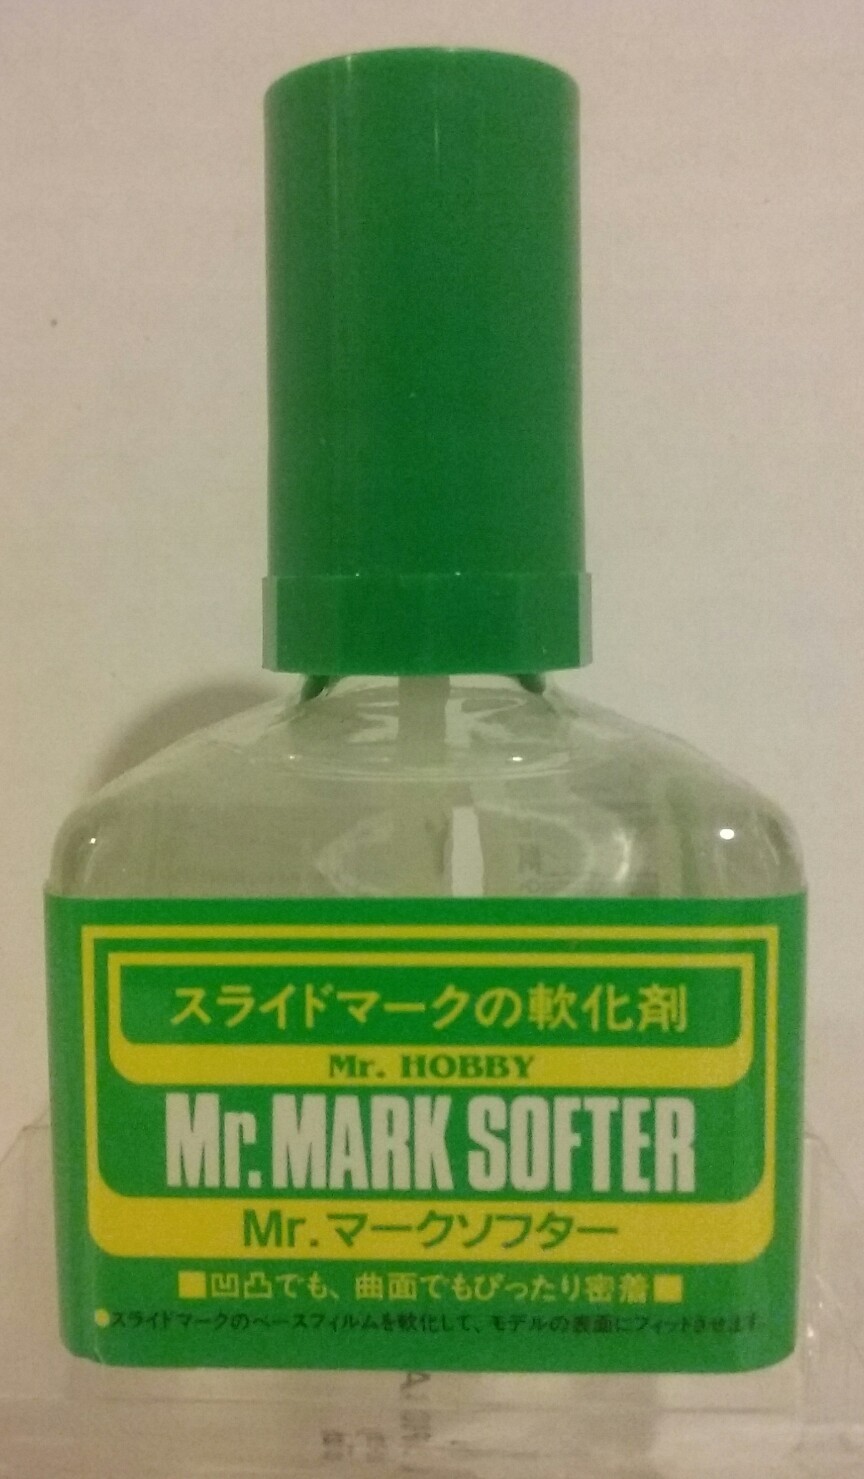 スライドマークの軟化剤
Mr. HOBBY
Mr. MARK SOFTER
Mr.マークソフター
■凹凸でも、曲面でもぴったり密着■
●スライドマークのベースフィルムを軟化して、モデルの表面にフィットさせます